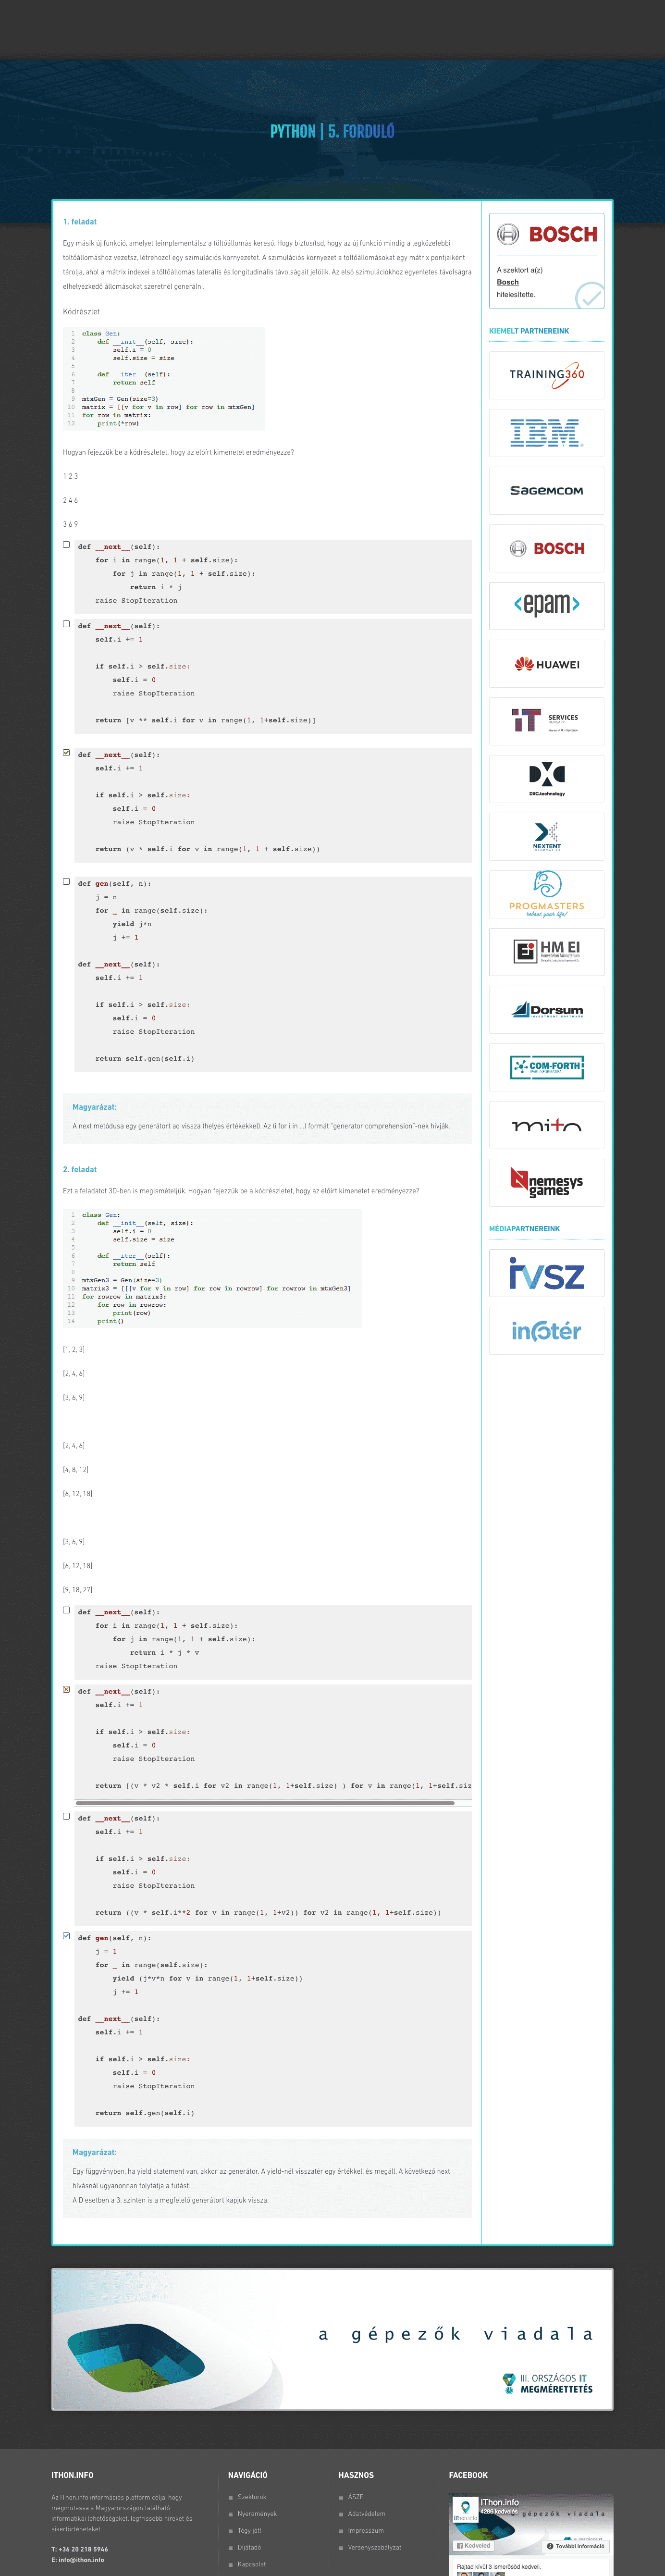 PYTHON | 5. FORDULÓ
1. feladat
Egy másik új funkció, amelyet leimplementálsz a töltőállomás kereső. Hogy biztosítsd, hogy az új funkció mindig a legközelebbi
töltőállomáshoz vezetsz, létrehozol egy szimulációs környezetet. A szimulációs környezet a töltőállomásokat egy mátrix pontjaiként
tárolja, ahol a mátrix indexei a töltőállomás laterális és longitudinális távolságait jelölik. Az első szimulációkhoz egyenletes távolságra
elhelyezkedő állomásokat szeretnél generálni.
Kódrészlet
1 class Gen:
2     def __init__(self, size):
3         self.i = 0
4         self.size = size
5
6     def __iter__(self):
7         return self
8
9 mtxGen = Gen(size=3)
10 matrix = [[v for v in row] for row in mtxGen]
11 for row in matrix:
12     print(*row)
Hogyan fejezzük be a kódrészletet, hogy az előírt kimenetet eredményezze?
1 2 3
2 4 6
3 6 9
def __next__(self):
    for i in range(1, 1 + self.size):
        for j in range(1, 1 + self.size):
            return i * j
    raise StopIteration
def __next__(self):
    self.i += 1
    if self.i > self.size:
        self.i = 0
        raise StopIteration
    return [v ** self.i for v in range(1, 1+self.size)]
def __next__(self):
    self.i += 1
    if self.i > self.size:
        self.i = 0
        raise StopIteration
    return (v * self.i for v in range(1, 1 + self.size))
def gen(self, n):
    j = n
    for _ in range(self.size):
        yield j*n
        j += 1
def __next__(self):
    self.i += 1
    if self.i > self.size:
        self.i = 0
        raise StopIteration
    return self.gen(self.i)
Magyarázat:
A next metódusa egy generátort ad vissza (helyes értékekkel). Az (i for i in ...) formát "generator comprehension"-nek hívják.
2. feladat
Ezt a feladatot 3D-ben is megismételjük. Hogyan fejezzük be a kódrészletet, hogy az előírt kimenetet eredményezze?
1 class Gen:
2     def __init__(self, size):
3         self.i = 0
4         self.size = size
5
6     def __iter__(self):
7         return self
8
9 mtxGen3 = Gen(size=3)
10 matrix3 = [[[v for v in row] for row in rowrow] for rowrow in mtxGen3]
11 for rowrow in matrix3:
12     for row in rowrow:
13         print(row)
14     print()
[1, 2, 3]
[2, 4, 6]
[3, 6, 9]
[2, 4, 6]
[4, 8, 12]
[6, 12, 18]
[3, 6, 9]
[6, 12, 18]
[9, 18, 27]
def __next__(self):
    for i in range(1, 1 + self.size):
        for j in range(1, 1 + self.size):
            return i * j * v
    raise StopIteration
def __next__(self):
    self.i += 1
    if self.i > self.size:
        self.i = 0
        raise StopIteration
    return [(v * v2 * self.i for v2 in range(1, 1+self.size) ) for v in range(1, 1+self.siz
def __next__(self):
    self.i += 1
    if self.i > self.size:
        self.i = 0
        raise StopIteration
    return ((v * self.i**2 for v in range(1, 1+v2)) for v2 in range(1, 1+self.size))
def gen(self, n):
    j = 1
    for _ in range(self.size):
        yield (j*v*n for v in range(1, 1+self.size))
        j += 1
def __next__(self):
    self.i += 1
    if self.i > self.size:
        self.i = 0
        raise StopIteration
    return self.gen(self.i)
Magyarázat:
Egy függvényben, ha yield statement van, akkor az generátor. A yield-nél visszatér egy értékkel, és megáll. A következő next
hívásnál ugyanonnan folytatja a futást.
A D esetben a 3. szinten is a megfelelő generátort kapjuk vissza.
BOSCH
A szektort a(z)
Bosch
hitelesítette.
KIEMELT PARTNEREINK
TRAINING360
IBM
SAGEMCOM
BOSCH
<epam>
HUAWEI
iT SERVICES
DXC.technology
NEXTENT
PROGMASTERS
reboot your life!
HM EI
Dorsum
INVESTMENT SOFTWARE
COM-FORTH
mito
nemesys
games
MÉDIAPARTNEREINK
ivsz
infotér
a gépezők viadala
III. ORSZÁGOS IT
MEGMÉRETTETÉS
ITHON.INFO
Az IThon.info információs platform célja, hogy
megmutassa a Magyarországon található
informatikai lehetőségeket, legfrissebb híreket és
sikertörténeteket.
T: +36 20 218 5946
E: info@ithon.info
NAVIGÁCIÓ
Szektorok
Nyeremények
Tégy jót!
Díjátadó
Kapcsolat
HASZNOS
ÁSZF
Adatvédelem
Impresszum
Versenyszabályzat
FACEBOOK
IThon.info
4266 kedvelés
a gépezők viadala
Kedveled
További információ
Rajtad kívül 3 ismerősöd kedveli.